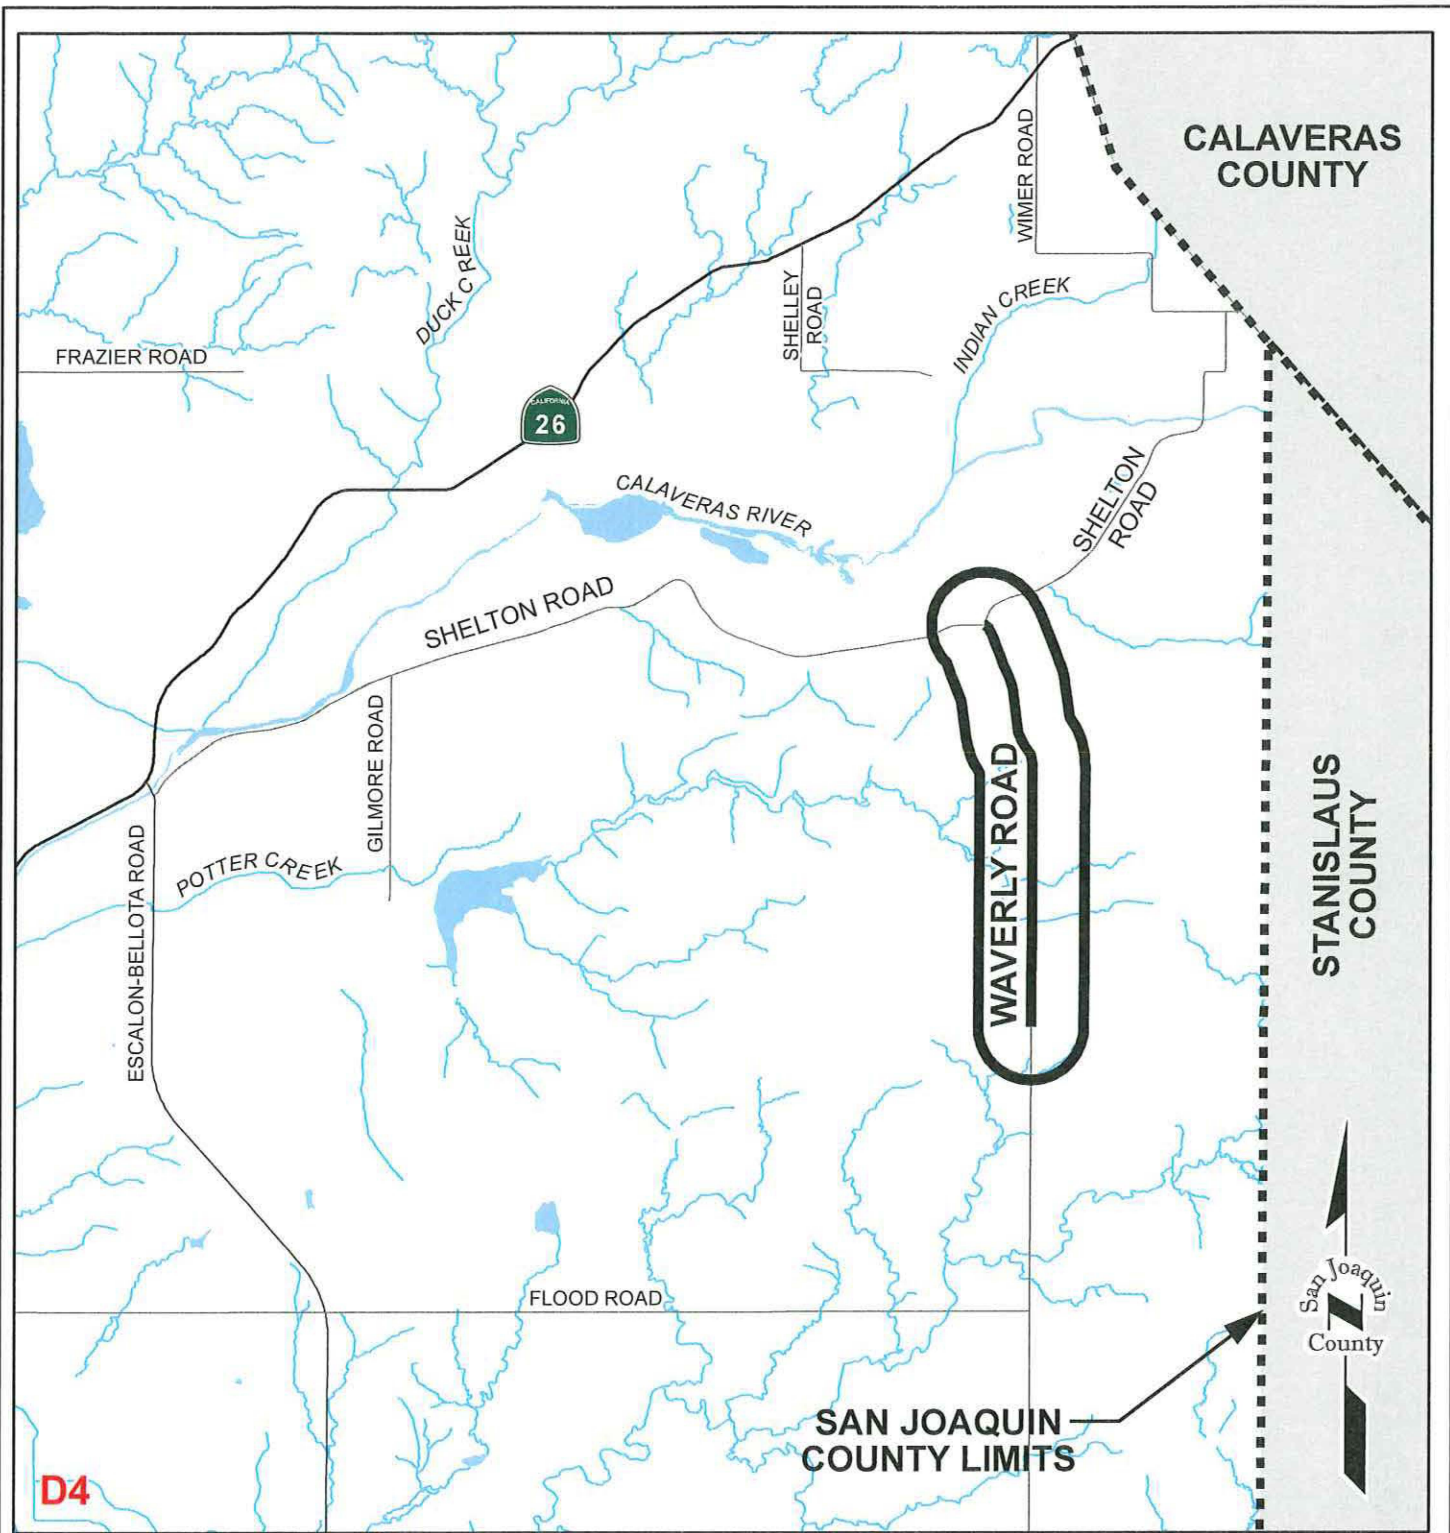 CALAVERAS
COUNTY
WIMER ROAD
DUCK CREEK
SHELLEY
ROAD
INDIAN CREEK
FRAZIER ROAD
CALIFORNIA
26
CALAVERAS RIVER
SHELTON
ROAD
SHELTON ROAD
GILMORE ROAD
WAVERLY ROAD
STANISLAUS
COUNTY
ESCALON-BELLOTA ROAD
POTTER CREEK
FLOOD ROAD
San Joaquin
County
SAN JOAQUIN
COUNTY LIMITS
D4